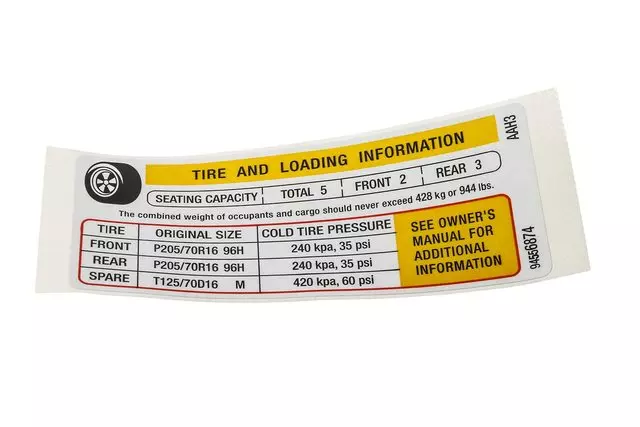 TIRE AND LOADING INFORMATION
SEATING CAPACITY TOTAL 5 FRONT 2 REAR 3
The combined weight of occupants and cargo should never exceed 428 kg or 944 lbs.
TIRE ORIGINAL SIZE COLD TIRE PRESSURE
FRONT P205/70R16 96H 240 kpa, 35 psi
REAR P205/70R16 96H 240 kpa, 35 psi
SPARE T125/70D16 M 420 kpa, 60 psi
SEE OWNER'S
MANUAL FOR
ADDITIONAL
INFORMATION
AAH3
94556874